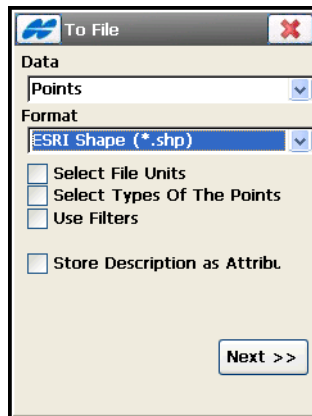 To File
Data
Points
Format
ESRI Shape (*.shp)
Select File Units
Select Types Of The Points
Use Filters
Store Description as Attribu
Next >>